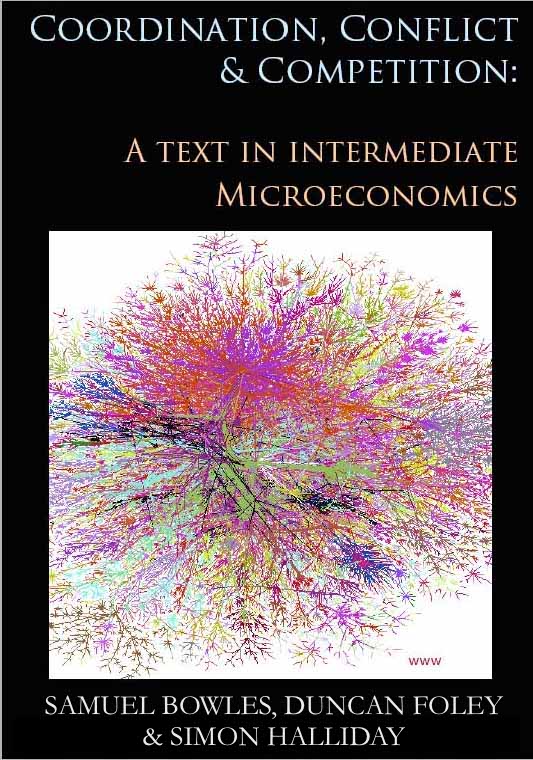 COORDINATION, CONFLICT
& COMPETITION:
A TEXT IN INTERMEDIATE
MICROECONOMICS
www
SAMUEL BOWLES, DUNCAN FOLEY
& SIMON HALLIDAY